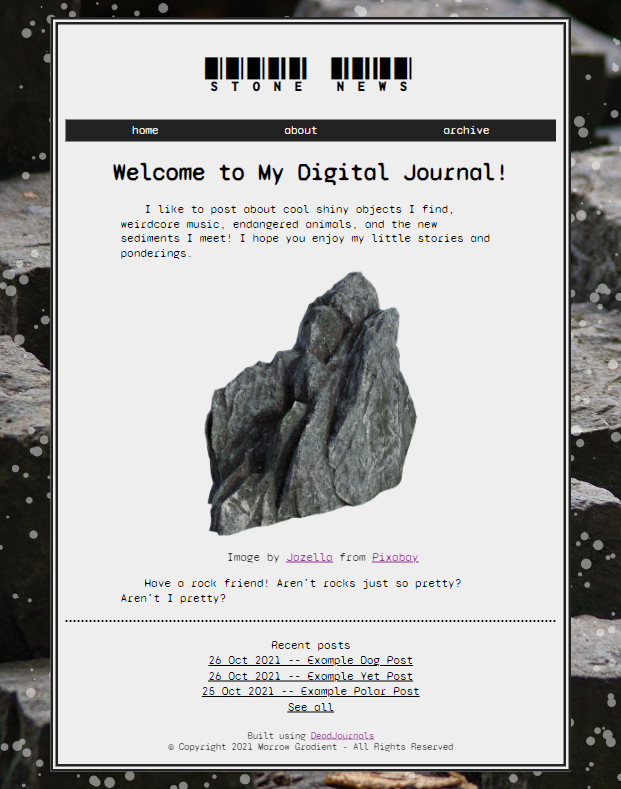 STONE NEWS
home about archive
Welcome to My Digital Journal!
I like to post about cool shiny objects I find,
weirdcore music, endangered animals, and the new
sediments I meet! I hope you enjoy my little stories and
ponderings.
Image by Jazella from Pixabay
Have a rock friend! Aren't rocks just so pretty?
Aren't I pretty?
Recent posts
26 Oct 2021 -- Example Dog Post
26 Oct 2021 -- Example Yet Post
25 Oct 2021 -- Example Polar Post
See all
Built using DeadJournals
© Copyright 2021 Marrow Gradient - All Rights Reserved